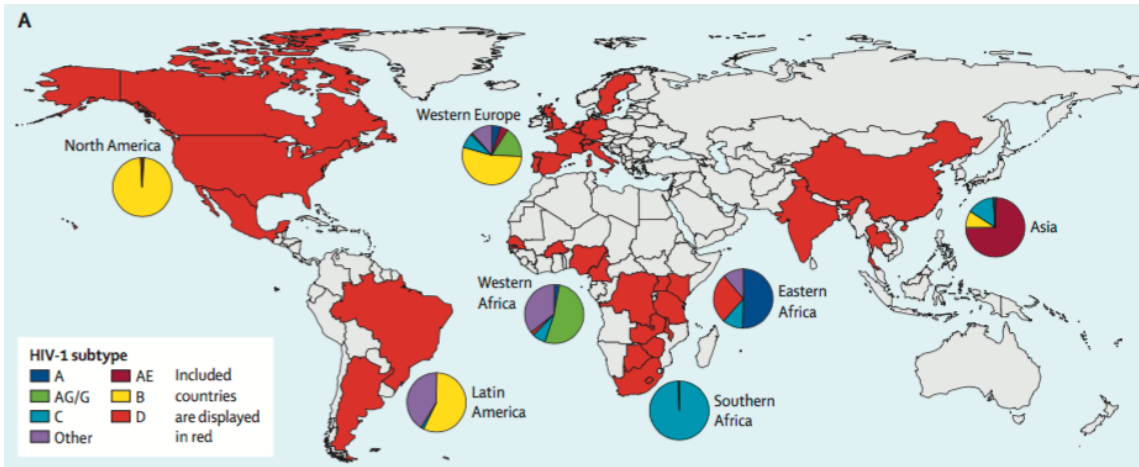 A
North America
Western Europe
Asia
Western
Africa
Eastern
Africa
Latin
America
Southern
Africa
HIV-1 subtype
A
AE
AG/G
B
C
D
Other
Included
countries
are displayed
in red